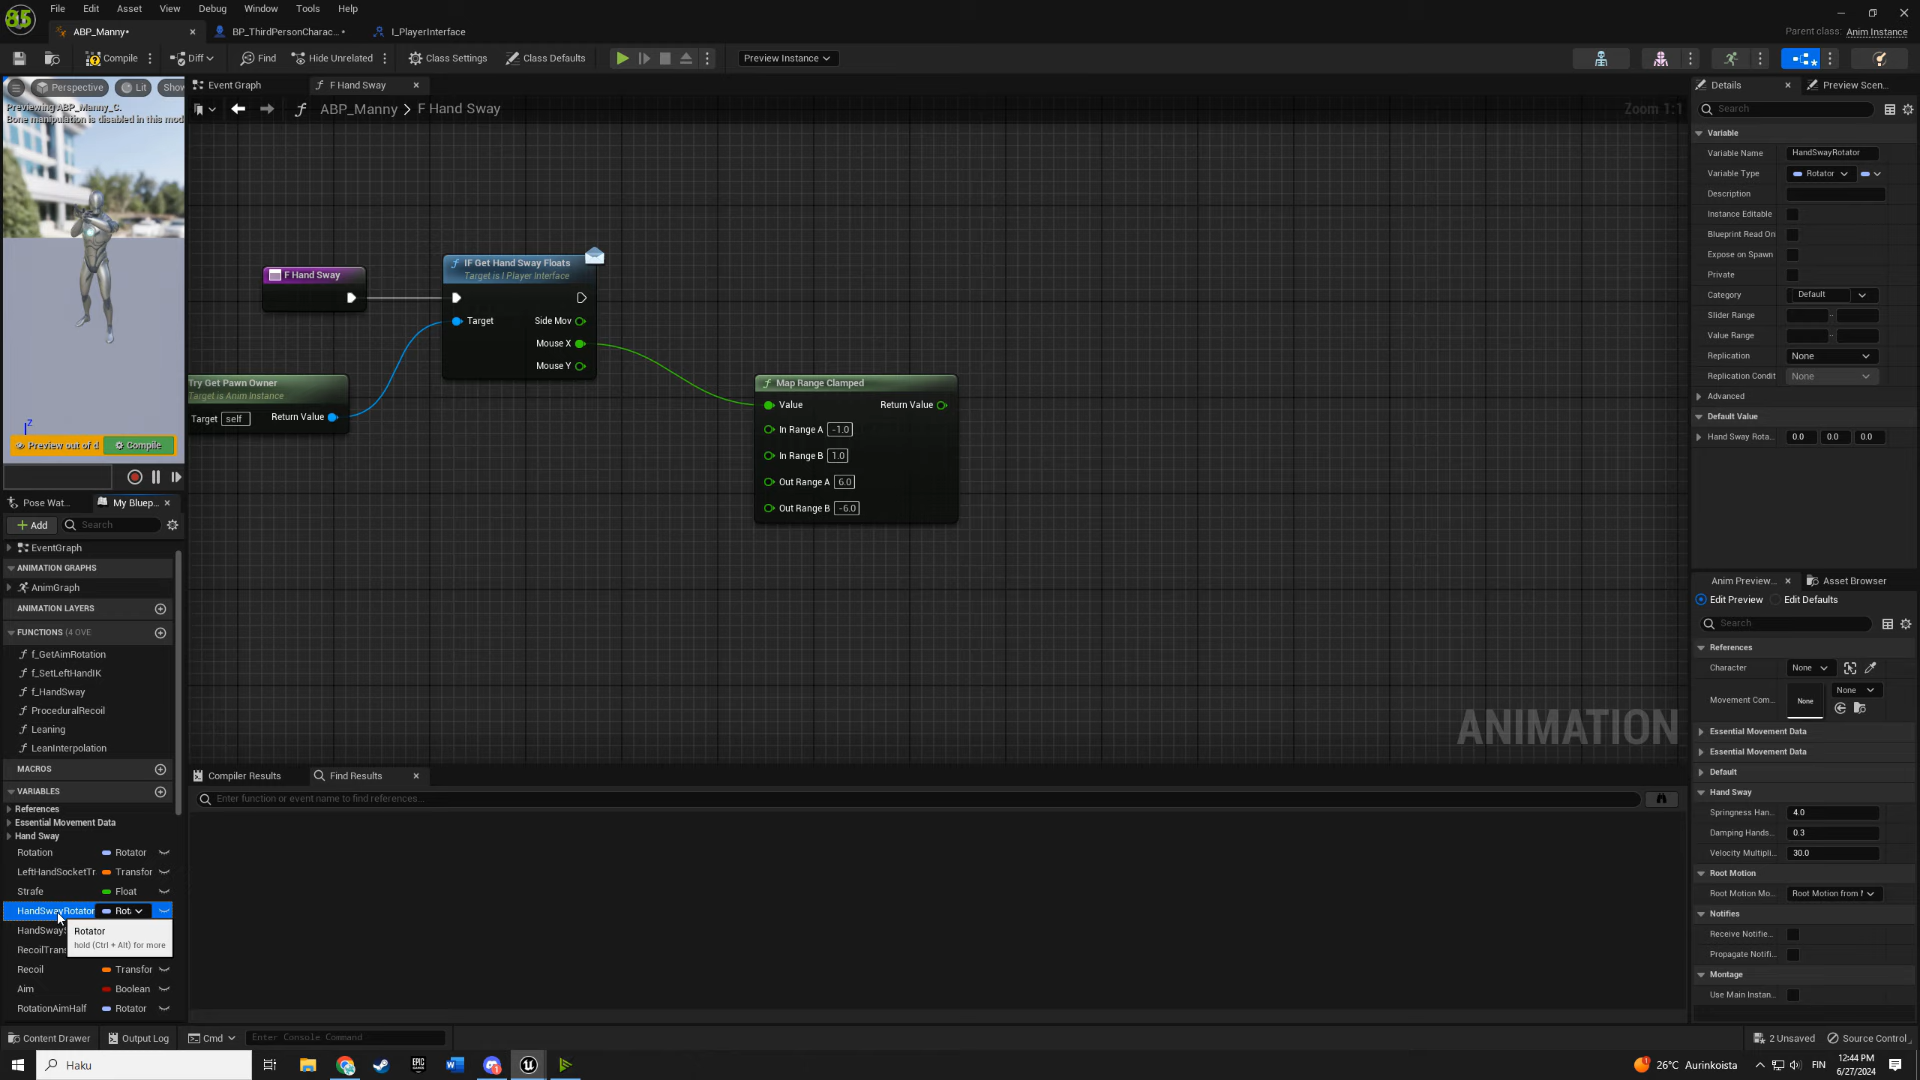 File Edit Asset View Debug Window Tools Help
ABP_Manny•
BP_ThirdPersonCharac...•
I_PlayerInterface
Parent class: Anim Instance
Compile
Diff
Find
Hide Unrelated
Class Settings
Class Defaults
Preview Instance
Perspective
Lit
Show
Previewing ABP_Manny_C.
Bone manipulation is disabled in this mod
Z
Preview out of d
Compile
Event Graph
F Hand Sway
ABP_Manny > F Hand Sway
Zoom 1:1
F Hand Sway
IF Get Hand Sway Floats
Target is I Player Interface
Target
Side Mov
Mouse X
Mouse Y
Try Get Pawn Owner
Target is Anim Instance
Target self
Return Value
Map Range Clamped
Value
Return Value
In Range A -1.0
In Range B 1.0
Out Range A 6.0
Out Range B -6.0
ANIMATION
Pose Wat...
My Bluep...
Add
Search
EventGraph
ANIMATION GRAPHS
AnimGraph
ANIMATION LAYERS
FUNCTIONS (4 OVE
f_GetAimRotation
f_SetLeftHandIK
f_HandSway
ProceduralRecoil
Leaning
LeanInterpolation
MACROS
VARIABLES
References
Essential Movement Data
Hand Sway
Rotation Rotator
LeftHandSocketTr Transfor
Strafe Float
HandSwayRotator Rot
HandSway
Rotator
hold (Ctrl + Alt) for more
RecoilTran
Recoil Transfor
Aim Boolean
RotationAimHalf Rotator
Compiler Results
Find Results
Enter function or event name to find references...
Details
Preview Scen...
Search
Variable
Variable Name HandSwayRotator
Variable Type Rotator
Description
Instance Editable
Blueprint Read On
Expose on Spawn
Private
Category Default
Slider Range
Value Range
Replication None
Replication Condit None
Advanced
Default Value
Hand Sway Rota... 0.0 0.0 0.0
Anim Preview...
Asset Browser
Edit Preview
Edit Defaults
Search
References
Character None
Movement Com... None None
Essential Movement Data
Essential Movement Data
Default
Hand Sway
Springness Han... 4.0
Damping Hands... 0.3
Velocity Multipli... 30.0
Root Motion
Root Motion Mo... Root Motion from M
Notifies
Receive Notifie...
Propagate Notifi...
Montage
Use Main Instan...
Content Drawer
Output Log
Cmd
Enter Console Command
2 Unsaved
Source Control
Haku
26°C Aurinkoista
FIN
12:44 PM
6/27/2024